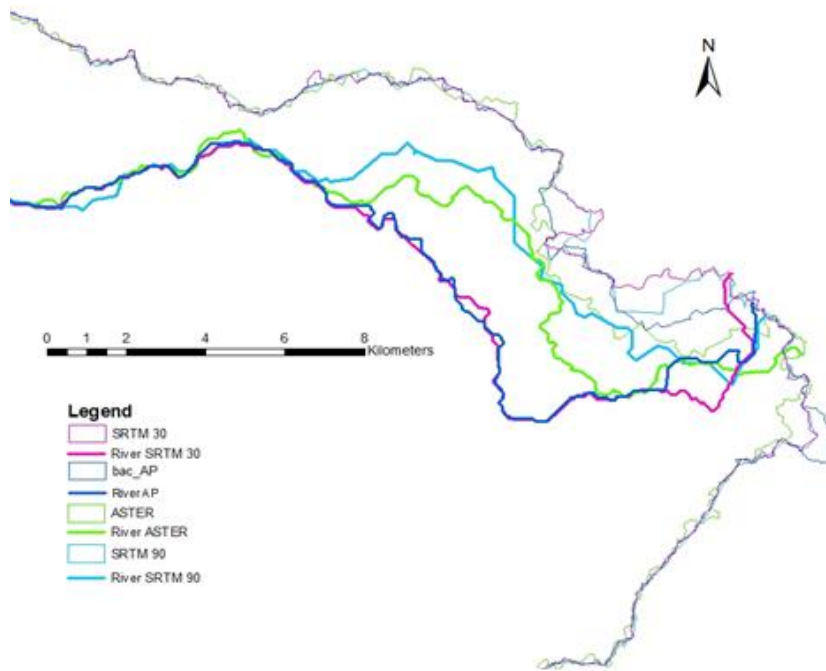 N
0 1 2 4 6 8
Kilometers
Legend
SRTM 30
River SRTM 30
bac_AP
River AP
ASTER
River ASTER
SRTM 90
River SRTM 90